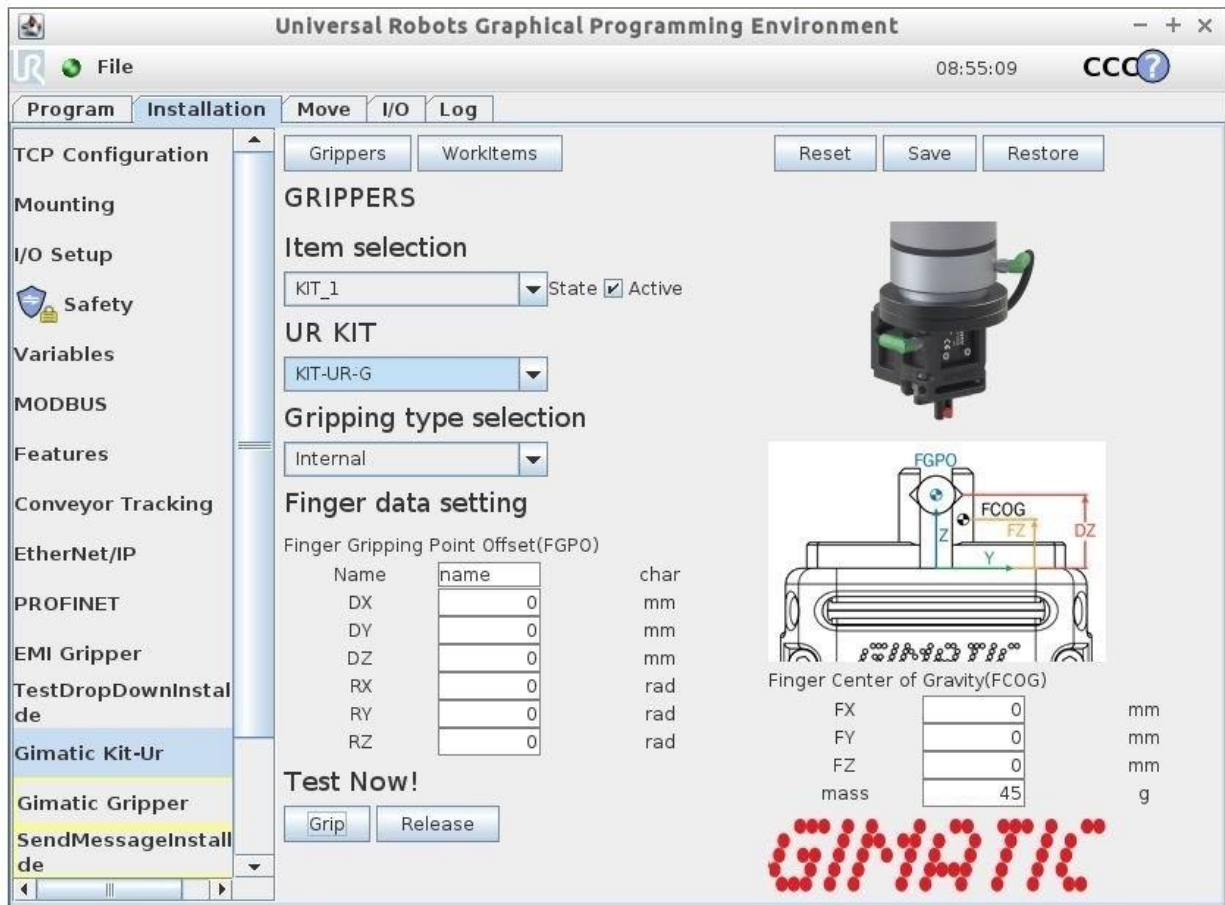 Universal Robots Graphical Programming Environment
File
08:55:09
CCC
?
Program
Installation
Move
I/O
Log
TCP Configuration
Mounting
I/O Setup
Safety
Variables
MODBUS
Features
Conveyor Tracking
EtherNet/IP
PROFINET
EMI Gripper
TestDropDownInstal
de
Gimatic Kit-Ur
Gimatic Gripper
SendMessageInstall
de
Grippers
WorkItems
Reset
Save
Restore
GRIPPERS
Item selection
KIT_1
State
Active
UR KIT
KIT-UR-G
Gripping type selection
Internal
Finger data setting
Finger Gripping Point Offset(FGPO)
Name name char
DX 0 mm
DY 0 mm
DZ 0 mm
RX 0 rad
RY 0 rad
RZ 0 rad
Test Now!
Grip
Release
FGPO
FCOG
FZ
DZ
Z
Y
GIMATIC
Finger Center of Gravity(FCOG)
FX 0 mm
FY 0 mm
FZ 0 mm
mass 45 g
GIMATIC